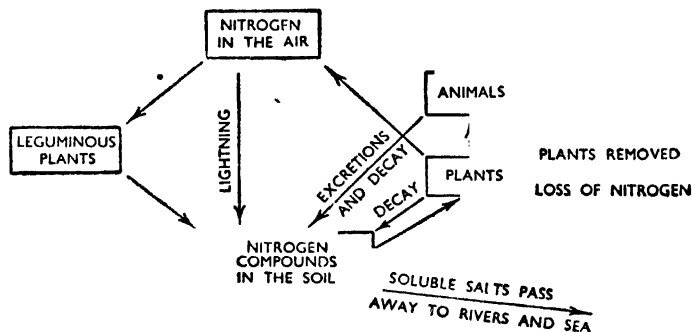 NITROGEN
IN THE AIR
ANIMALS
LEGUMINOUS
PLANTS
LIGHTNING
EXCRETIONS
AND DECAY
PLANTS REMOVED
PLANTS
LOSS OF NITROGEN
DECAY
NITROGEN
COMPOUNDS
IN THE SOIL
SOLUBLE SALTS PASS
AWAY TO RIVERS AND SEA